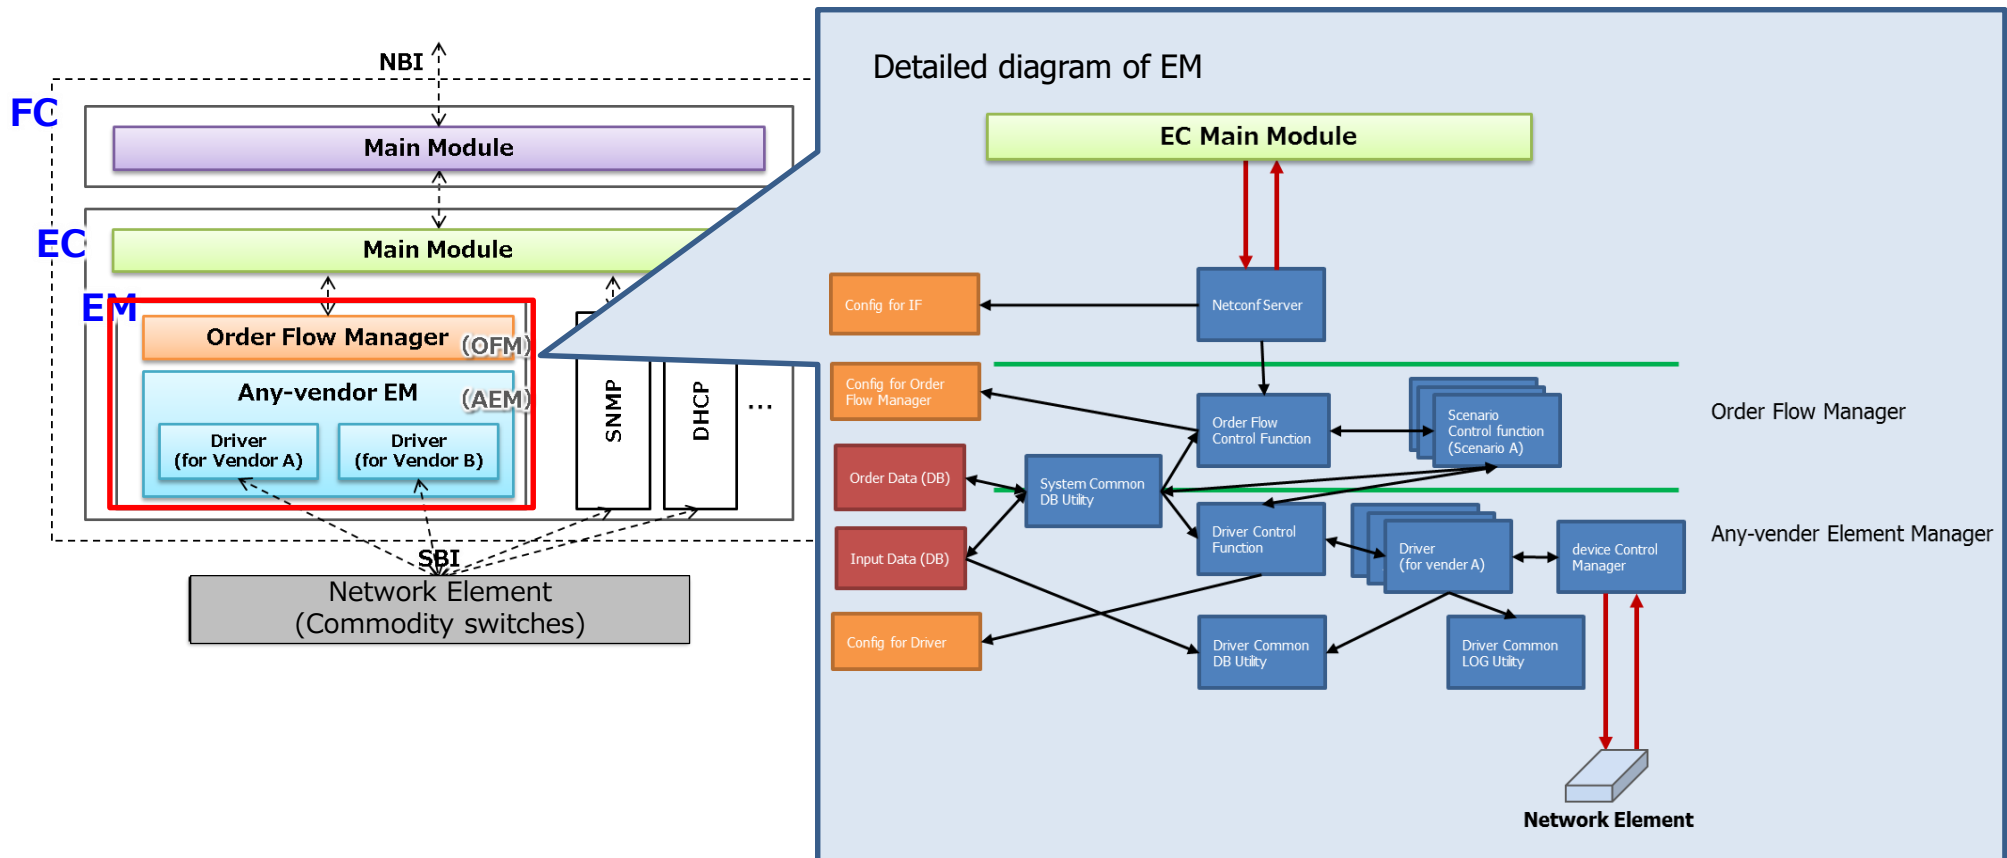 NBI
FC
Main Module
EC
Main Module
EM
Order Flow Manager
(OFM)
Any-vendor EM
(AEM)
Driver
(for Vendor A)
Driver
(for Vendor B)
SNMP
DHCP
...
SBI
Network Element
(Commodity switches)
Detailed diagram of EM
EC Main Module
Config for IF
Netconf Server
Config for Order
Flow Manager
Order Flow
Control Function
Scenario
Control function
(Scenario A)
Order Flow Manager
Order Data (DB)
System Common
DB Utility
Input Data (DB)
Driver Control
Function
Driver
(for vender A)
device Control
Manager
Any-vender Element Manager
Config for Driver
Driver Common
DB Utility
Driver Common
LOG Utility
Network Element